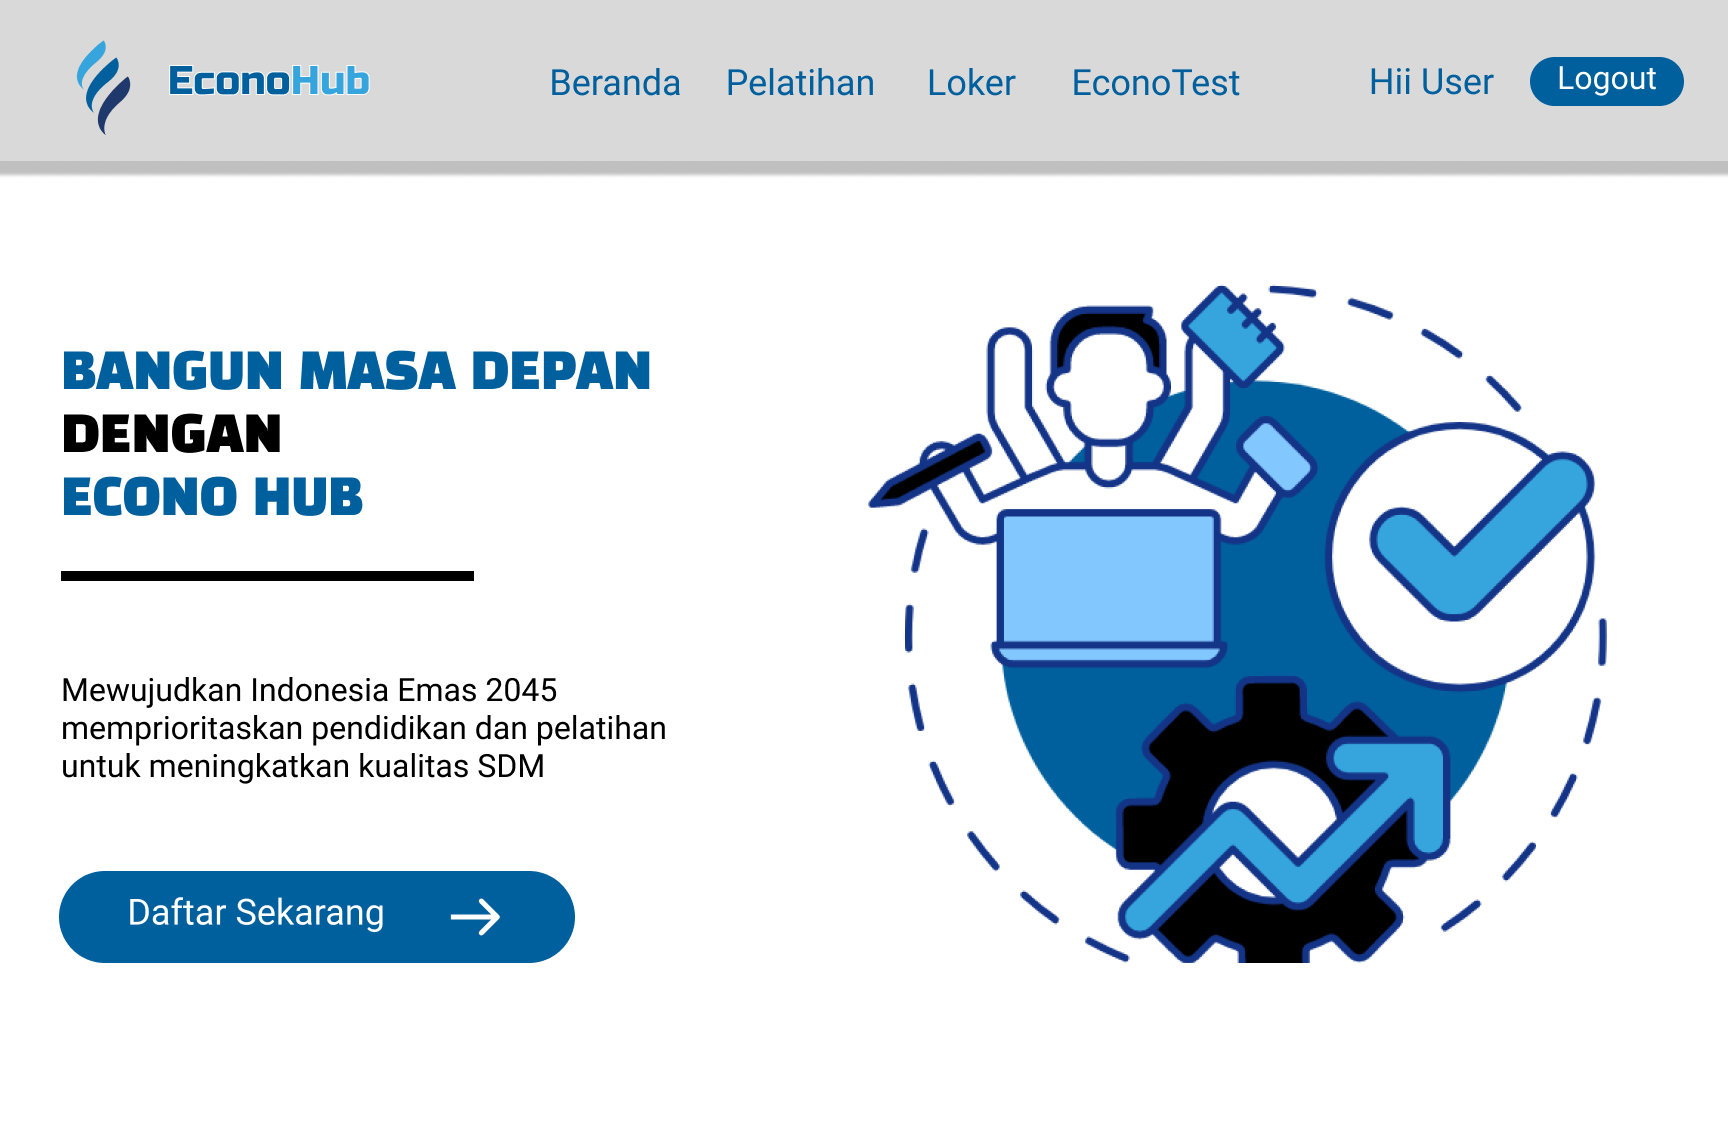 EconoHub
Beranda
Pelatihan
Loker
EconoTest
Hii User
Logout
BANGUN MASA DEPAN
DENGAN
ECONO HUB
Mewujudkan Indonesia Emas 2045
memprioritaskan pendidikan dan pelatihan
untuk meningkatkan kualitas SDM
Daftar Sekarang